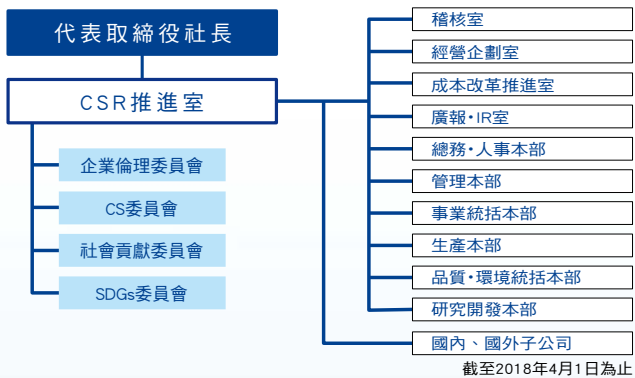 代表取締役社長
CSR推進室
企業倫理委員會
CS委員會
社會貢獻委員會
SDGs委員會
稽核室
經營企劃室
成本改革推進室
廣報・IR室
總務・人事本部
管理本部
事業統括本部
生產本部
品質・環境統括本部
研究開發本部
國內、國外子公司
截至2018年4月1日為止